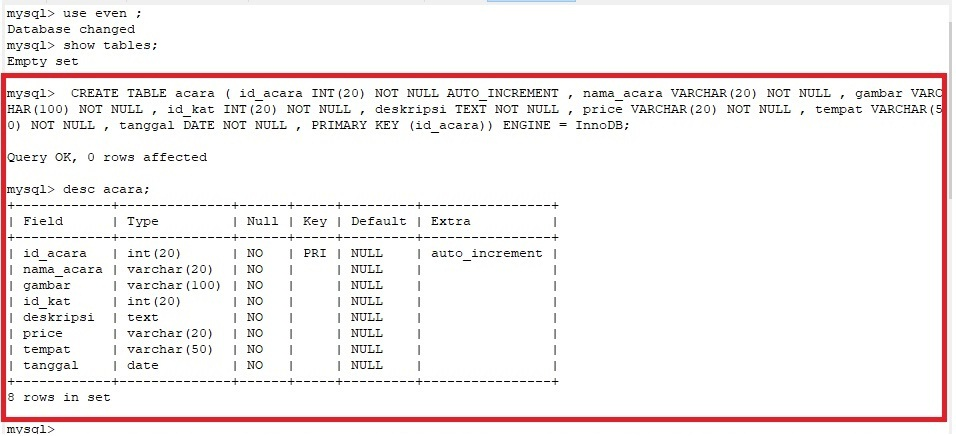 mysql> use even ;
Database changed
mysql> show tables;
Empty set
mysql>  CREATE TABLE acara ( id_acara INT(20) NOT NULL AUTO_INCREMENT , nama_acara VARCHAR(20) NOT NULL , gambar VARC
HAR(100) NOT NULL , id_kat INT(20) NOT NULL , deskripsi TEXT NOT NULL , price VARCHAR(20) NOT NULL , tempat VARCHAR(5
0) NOT NULL , tanggal DATE NOT NULL , PRIMARY KEY (id_acara)) ENGINE = InnoDB;
Query OK, 0 rows affected
mysql> desc acara;
+------------+--------------+------+-----+---------+----------------+
| Field      | Type         | Null | Key | Default | Extra          |
+------------+--------------+------+-----+---------+----------------+
| id_acara   | int(20)      | NO   | PRI | NULL    | auto_increment |
| nama_acara | varchar(20)  | NO   |     | NULL    |                |
| gambar     | varchar(100) | NO   |     | NULL    |                |
| id_kat     | int(20)      | NO   |     | NULL    |                |
| deskripsi  | text         | NO   |     | NULL    |                |
| price      | varchar(20)  | NO   |     | NULL    |                |
| tempat     | varchar(50)  | NO   |     | NULL    |                |
| tanggal    | date         | NO   |     | NULL    |                |
+------------+--------------+------+-----+---------+----------------+
8 rows in set
mysql>